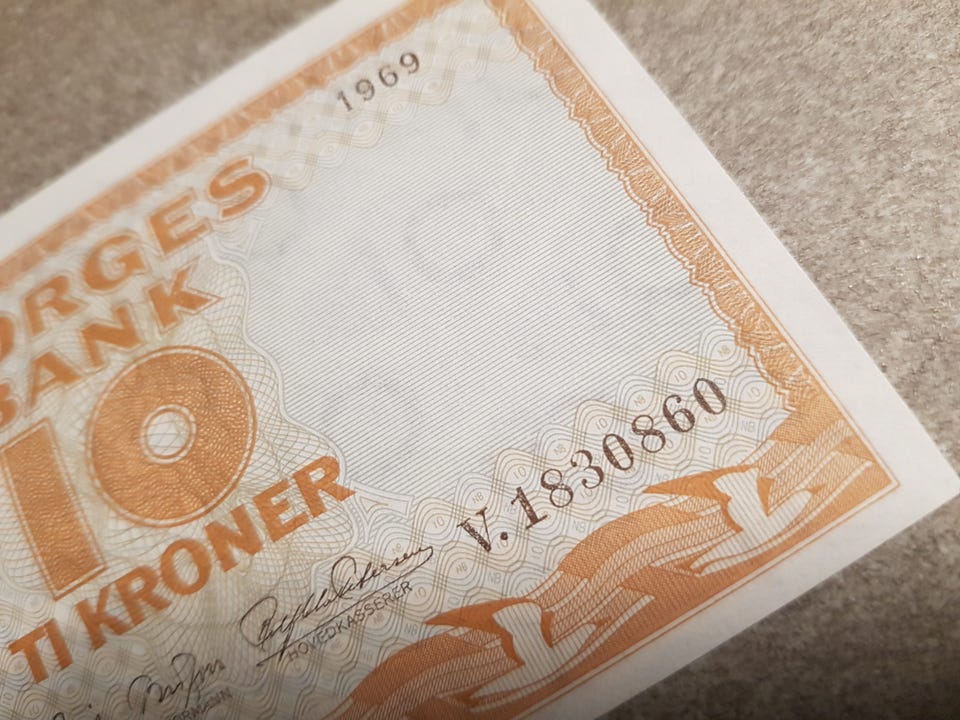 1969
ORGES
BANK
10
TI KRONER
V. 1830860
HOVEDKASSERER